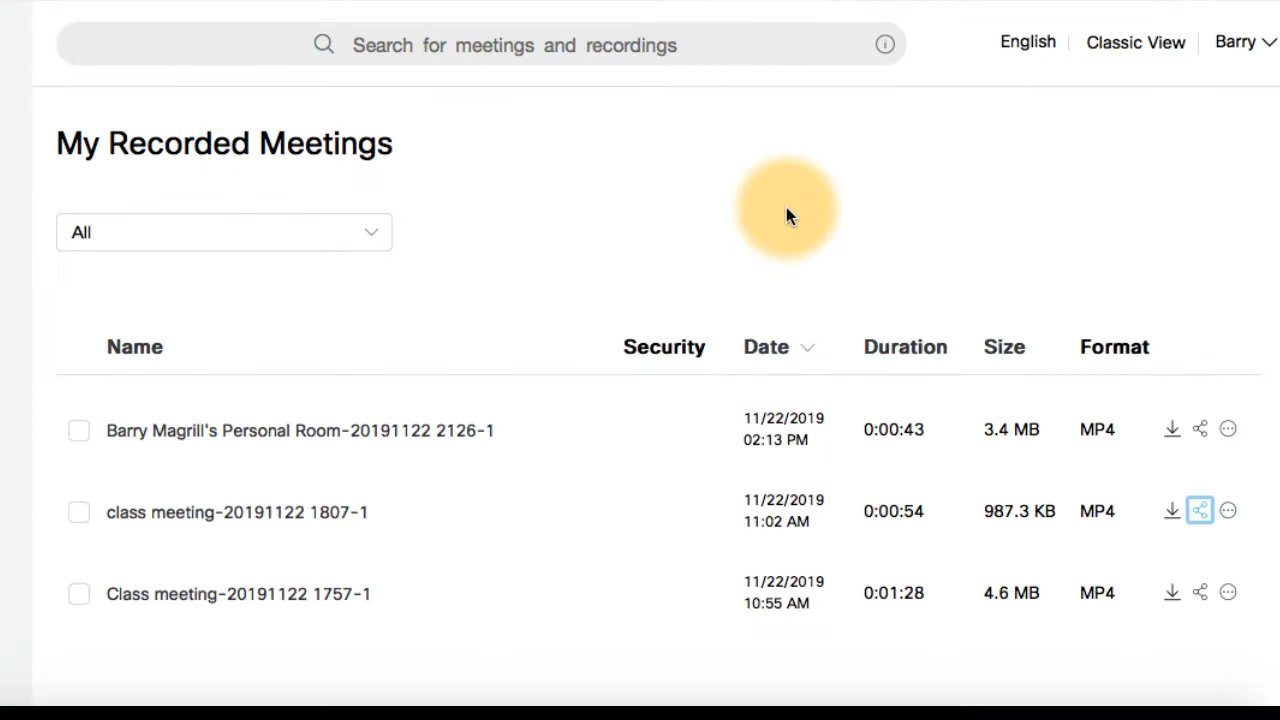 Search for meetings and recordings
English
Classic View
Barry
My Recorded Meetings
All
Name Security Date Duration Size Format
Barry Magrill's Personal Room-20191122 2126-1 11/22/2019 02:13 PM 0:00:43 3.4 MB MP4
class meeting-20191122 1807-1 11/22/2019 11:02 AM 0:00:54 987.3 KB MP4
Class meeting-20191122 1757-1 11/22/2019 10:55 AM 0:01:28 4.6 MB MP4